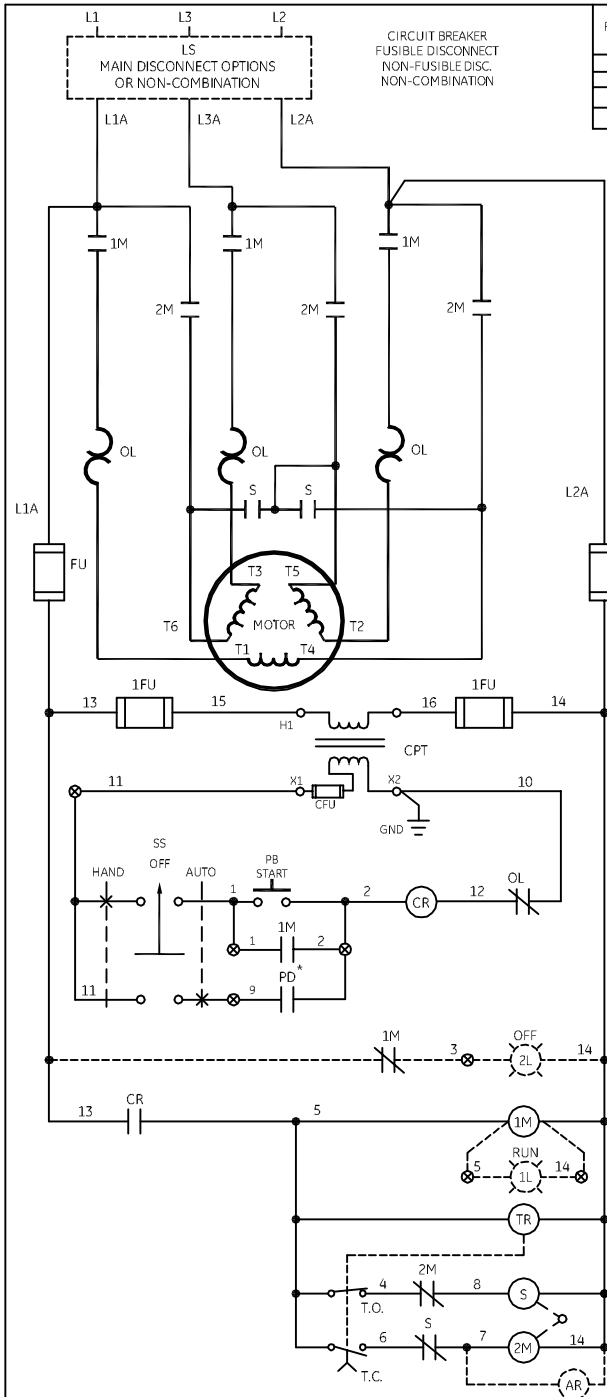 L1 L3 L2
LS
MAIN DISCONNECT OPTIONS
OR NON-COMBINATION
CIRCUIT BREAKER
FUSIBLE DISCONNECT
NON-FUSIBLE DISC.
NON-COMBINATION
L1A L3A L2A
1M 1M 1M
2M 2M 2M
OL OL OL
S S
L1A L2A
FU
T3 T5
T6 MOTOR T2
T1 T4
1FU 1FU
13 15 16 14
H1
CPT
11 X1 X2 10
CFU
GND
SS
OFF
HAND AUTO
PB
START
1 2 CR 12 OL
1M
1 2
PD*
11 9
1M OFF
3 2L 14
CR
13 5 1M
RUN
5 1L 14
TR
2M
4 8 S
T.O.
S
6 7 2M 14
T.C.
AR